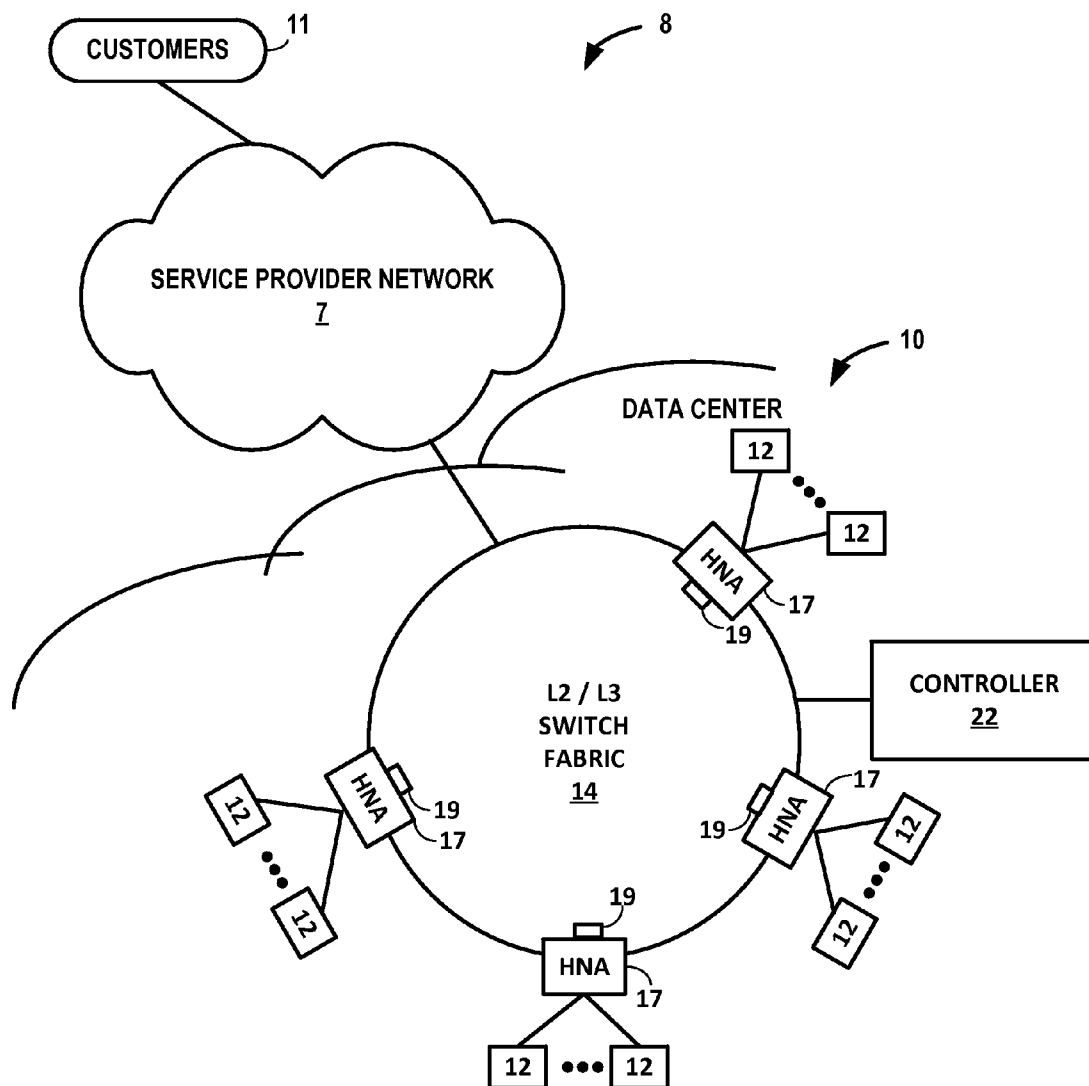 CUSTOMERS
11
8
SERVICE PROVIDER NETWORK
7
10
DATA CENTER
12
12
HNA
17
19
L2 / L3
SWITCH
FABRIC
14
CONTROLLER
22
HNA
19
17
12
12
HNA
17
19
12
12
19
HNA
17
12
12